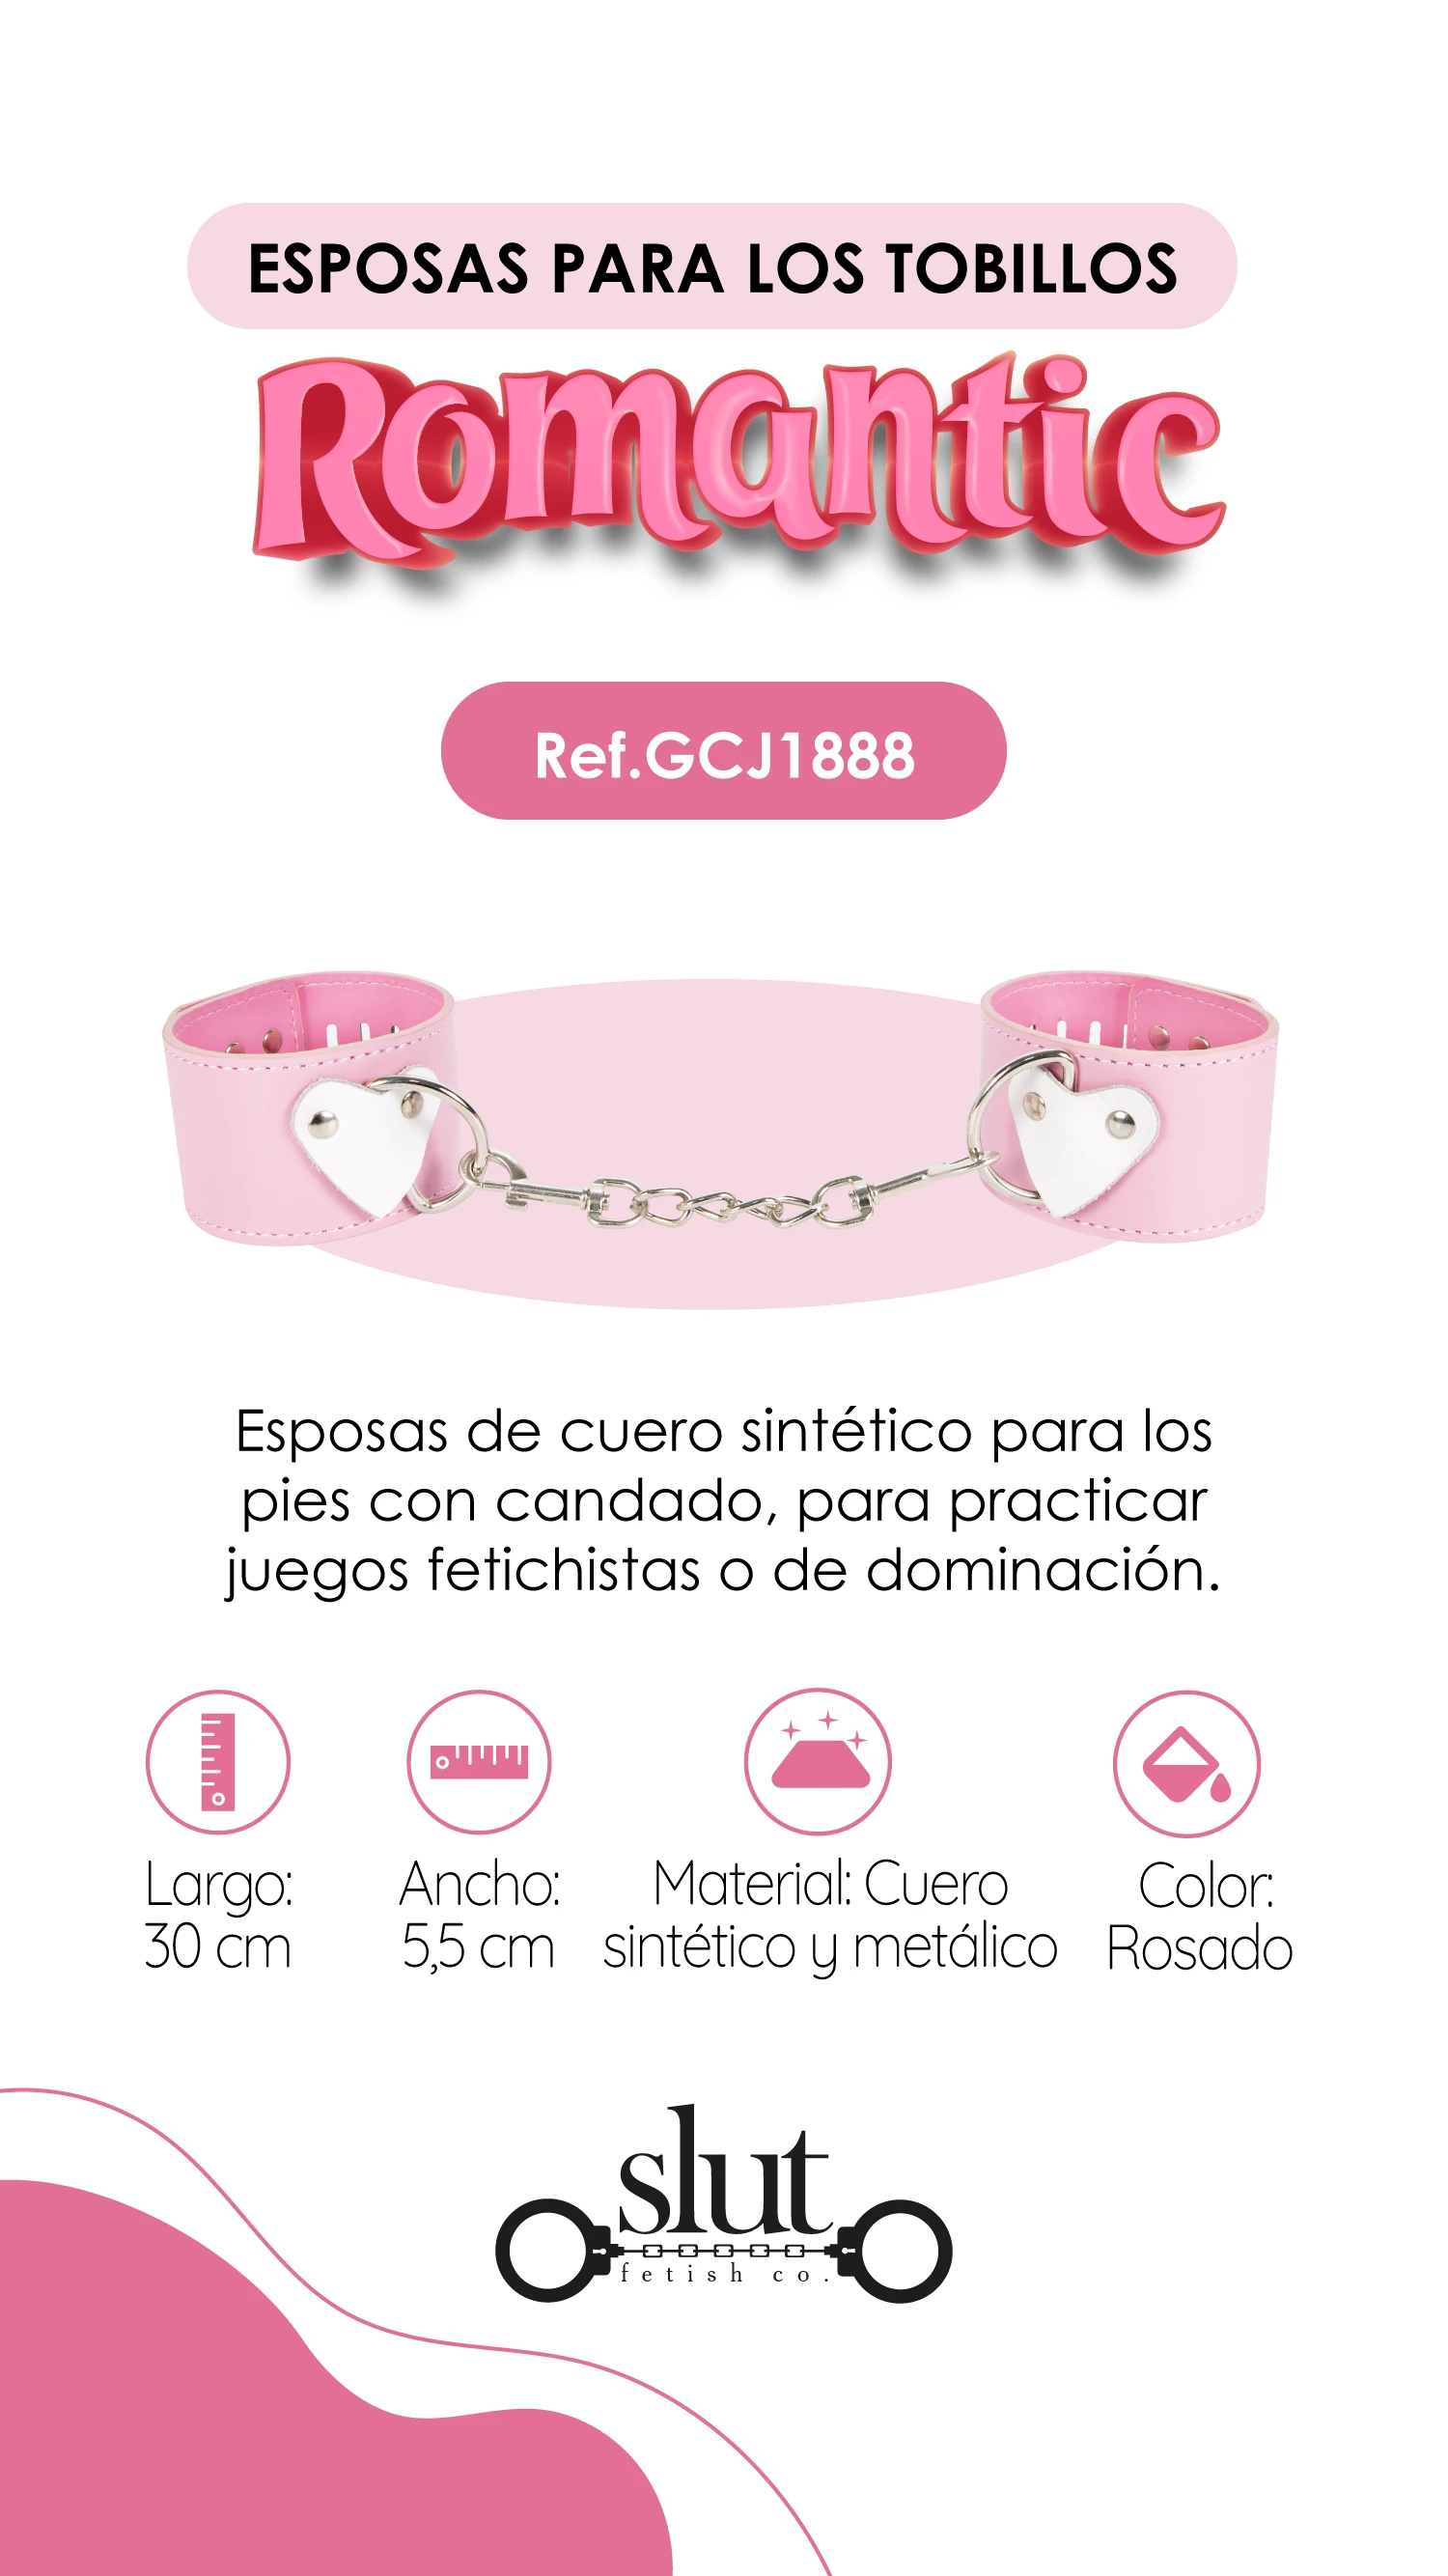 ESPOSAS PARA LOS TOBILLOS
Romantic
Ref.GCJ1888
Esposas de cuero sintético para los
pies con candado, para practicar
juegos fetichistas o de dominación.
Largo:
30 cm
Ancho:
5,5 cm
Material: Cuero
sintético y metálico
Color:
Rosado
slut
fetish co.